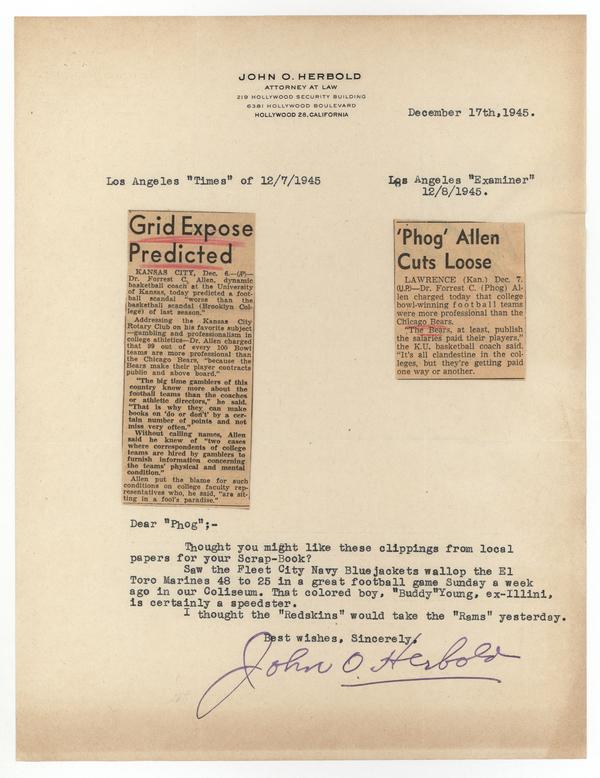 JOHN O. HERBOLD
ATTORNEY AT LAW
219 HOLLYWOOD SECURITY BUILDING
6381 HOLLYWOOD BOULEVARD
HOLLYWOOD 28, CALIFORNIA
December 17th,1945.
Los Angeles "Times" of 12/7/1945
Los Angeles "Examiner"
12/8/1945.
Grid Expose
Predicted
KANSAS CITY, Dec. 6.—(AP)—
Dr. Forrest C. Allen, dynamic
basketball coach at the University
of Kansas, today predicted a foot-
ball scandal "worse than the
basketball scandal (Brooklyn Col-
lege) of last season."
Addressing the Kansas City
Rotary Club on his favorite subject
—gambling and professionalism in
college athletics—Dr. Allen charged
that 99 out of every 100 Bowl
teams are more professional than
the Chicago Bears, "because the
Bears make their player contracts
public and above board."
"The big time gamblers of this
country know more about the
football teams than the coaches
or athletic directors," he said.
"That is why they can make
books on 'do or don't' by a cer-
tain number of points and not
miss very often."
Without calling names, Allen
said he knew of "two cases
where correspondents of college
teams are hired by gamblers to
furnish information concerning
the teams' physical and mental
condition."
Allen put the blame for such
conditions on college faculty rep-
resentatives who, he said, "are sit-
ting in a fool's paradise."
'Phog' Allen
Cuts Loose
LAWRENCE (Kan.) Dec. 7.
(U.P.)—Dr. Forrest C. (Phog) Al-
len charged today that college
bowl-winning football teams
were more professional than the
Chicago Bears.
"The Bears, at least, publish
the salaries paid their players,"
the K.U. basketball coach said.
"It's all clandestine in the col-
leges, but they're getting paid
one way or another.
Dear "Phog";-
Thought you might like these clippings from local
papers for your Scrap-Book?
Saw the Fleet City Navy Bluejackets wallop the El
Toro Marines 48 to 25 in a great football game Sunday a week
ago in our Coliseum. That colored boy, "Buddy"Young, ex-Illini,
is certainly a speedster.
I thought the "Redskins" would take the "Rams" yesterday.
Best wishes, Sincerely,
John O. Herbold